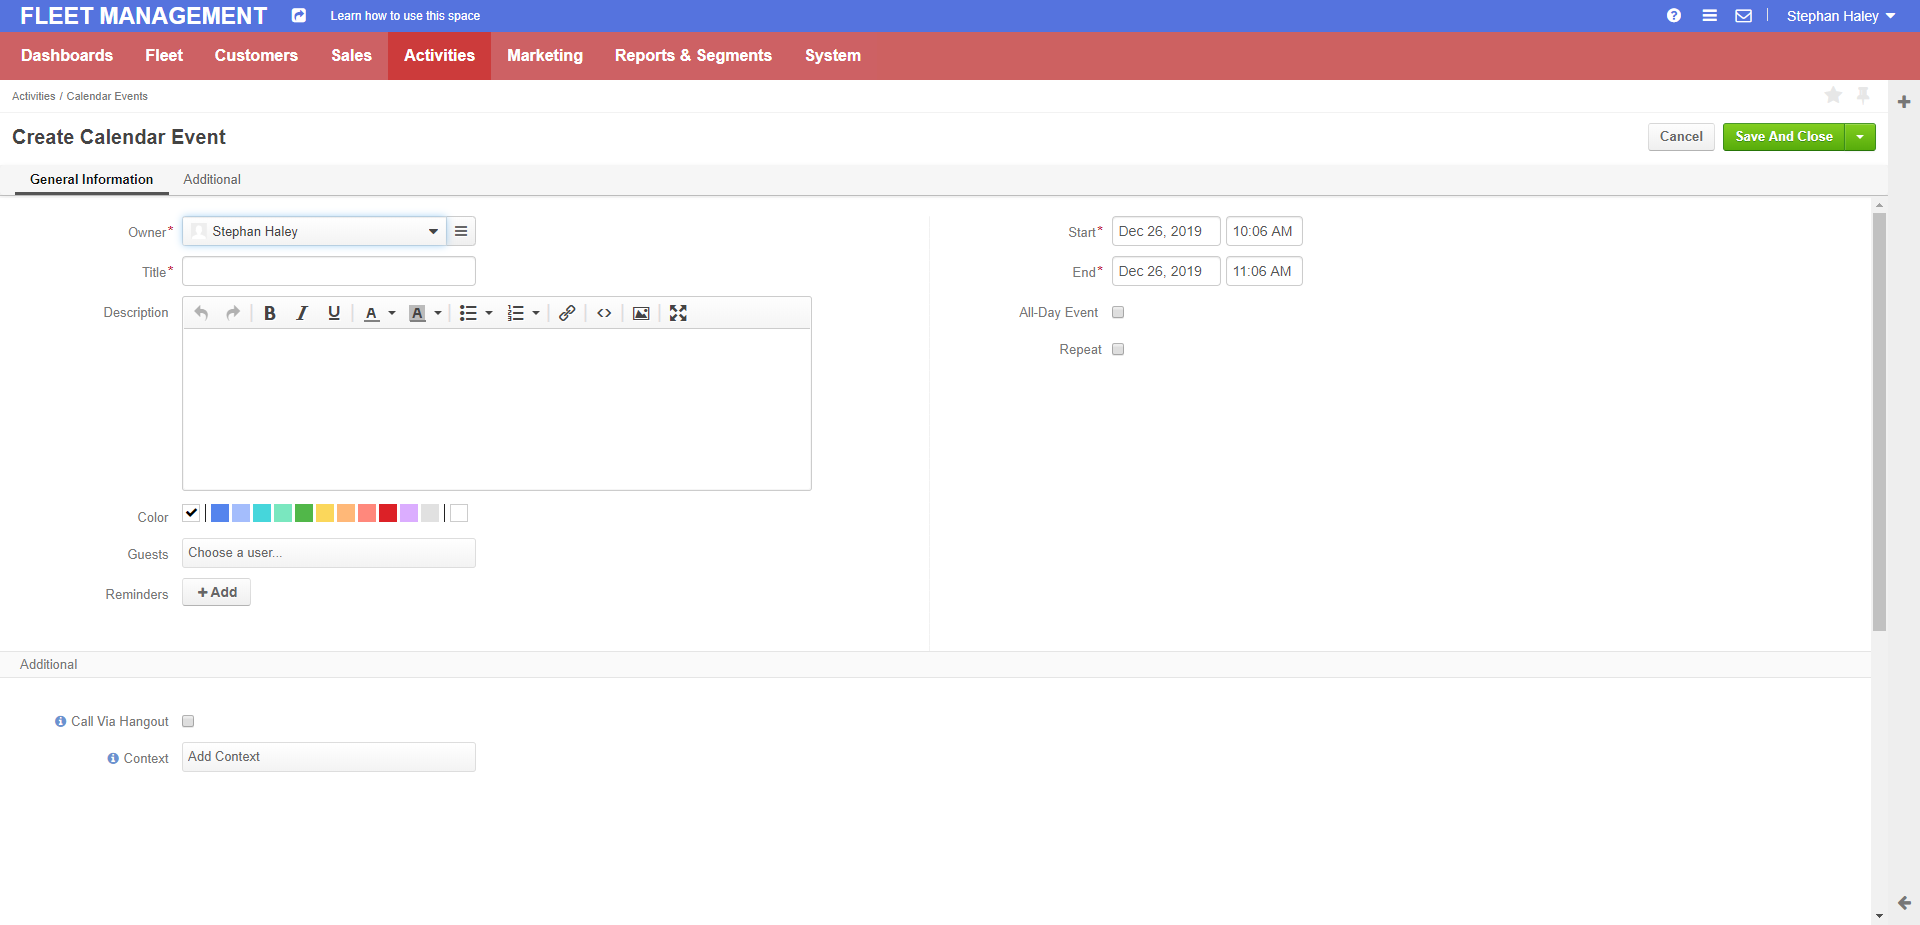 FLEET MANAGEMENT Learn how to use this space Stephan Haley
Dashboards Fleet Customers Sales Activities Marketing Reports & Segments System
Activities / Calendar Events
Create Calendar Event Cancel Save And Close
General Information Additional
Owner* Stephan Haley Start* Dec 26, 2019 10:06 AM
Title* End* Dec 26, 2019 11:06 AM
Description B I U A A All-Day Event
Repeat
Color
Guests Choose a user...
Reminders + Add
Additional
Call Via Hangout
Context Add Context